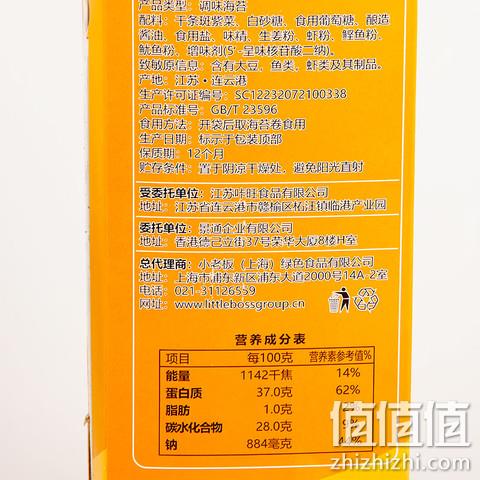 产品类型：调味海苔
配料：干条斑紫菜、白砂糖、食用葡萄糖、酿造
酱油、食用盐、味精、生姜粉、虾粉、鲣鱼粉、
鱿鱼粉、增味剂(5'-呈味核苷酸二纳)。
致敏原信息：含有大豆，鱼类、虾类及其制品。
产地：江苏·连云港
生产许可证编号：SC12232072100338
产品标准号：GB/T 23596
食用方法：开袋后取海苔卷食用
生产日期：标示于包装顶部
保质期：12个月
贮存条件：置于阴凉干燥处、避免阳光直射
受委托单位：江苏咔旺食品有限公司
地址：江苏省连云港市赣榆区柘汪镇临港产业园
委托单位：景通企业有限公司
地址：香港德己立街37号荣华大厦8楼H室
总代理商：小老板（上海）绿色食品有限公司
地址：上海市浦东新区浦东大道2000号14A-2室
电话：021-31126559
网址：www.littlebossgroup.cn
营养成分表
项目 每100克 营养素参考值%
能量 1142千焦 14%
蛋白质 37.0克 62%
脂肪 1.0克
碳水化合物 28.0克
钠 884毫克
值值值
zhizhizhi.com